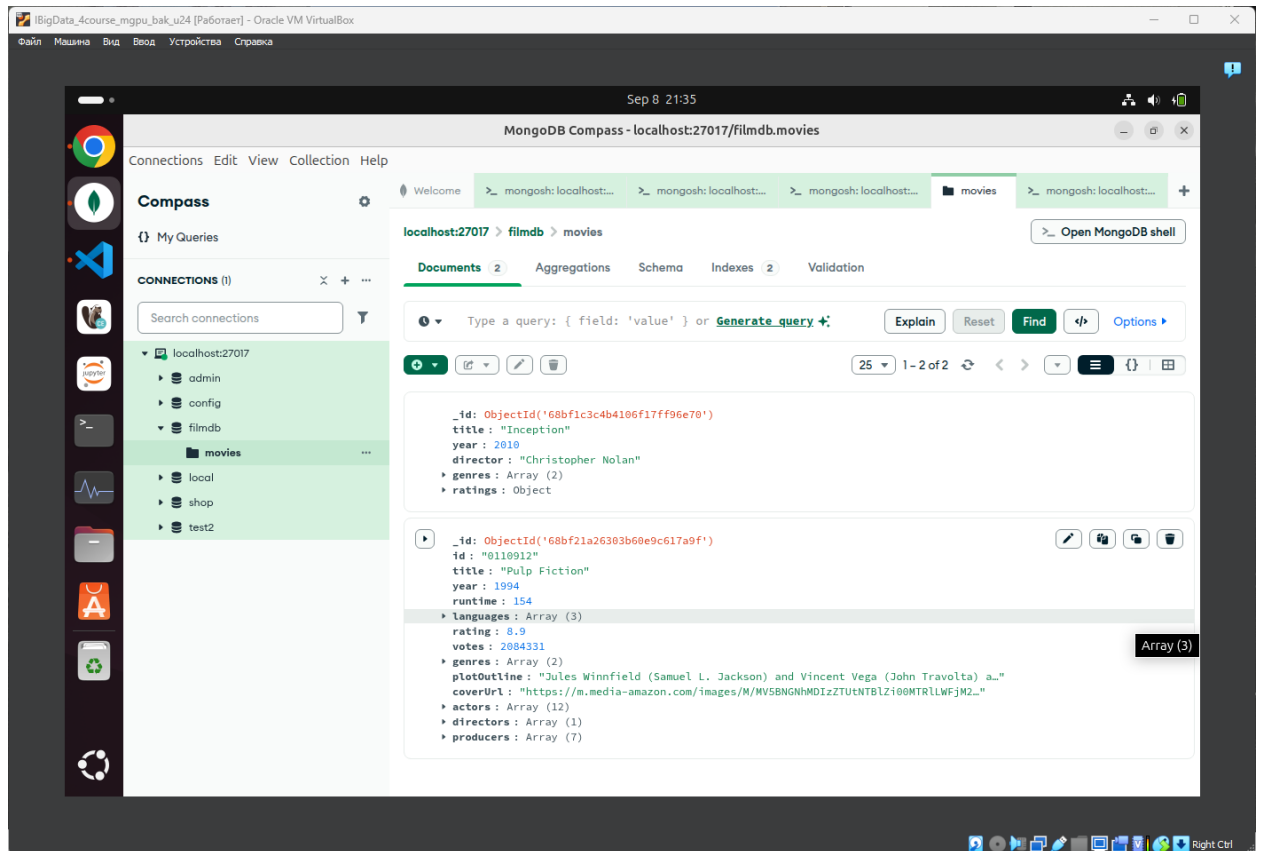 IBigData_4course_mgpu_bak_u24 [Работает] - Oracle VM VirtualBox
Файл Машина Вид Ввод Устройства Справка
Sep 8 21:35
MongoDB Compass - localhost:27017/filmdb.movies
Connections Edit View Collection Help
Welcome >_ mongosh: localhost:... >_ mongosh: localhost:... >_ mongosh: localhost:... movies >_ mongosh: localhost:... +
Compass
{} My Queries
CONNECTIONS (1)
Search connections
localhost:27017
admin
config
filmdb
movies
local
shop
test2
localhost:27017 > filmdb > movies
>_ Open MongoDB shell
Documents 2 Aggregations Schema Indexes 2 Validation
Type a query: { field: 'value' } or Generate query
Explain Reset Find </> Options
25 1 – 2 of 2 {}
_id: ObjectId('68bf1c3c4b4106f17ff96e70')
title : "Inception"
year : 2010
director : "Christopher Nolan"
genres : Array (2)
ratings : Object
_id: ObjectId('68bf21a26303b60e9c617a9f')
id : "0110912"
title : "Pulp Fiction"
year : 1994
runtime : 154
languages : Array (3)
rating : 8.9
votes : 2084331
genres : Array (2)
plotOutline : "Jules Winnfield (Samuel L. Jackson) and Vincent Vega (John Travolta) a…"
coverUrl : "https://m.media-amazon.com/images/M/MV5BNGNhMDIzZTUtNTBlZi00MTRlLWFjM2…"
actors : Array (12)
directors : Array (1)
producers : Array (7)
Array (3)
jupyter
Right Ctrl